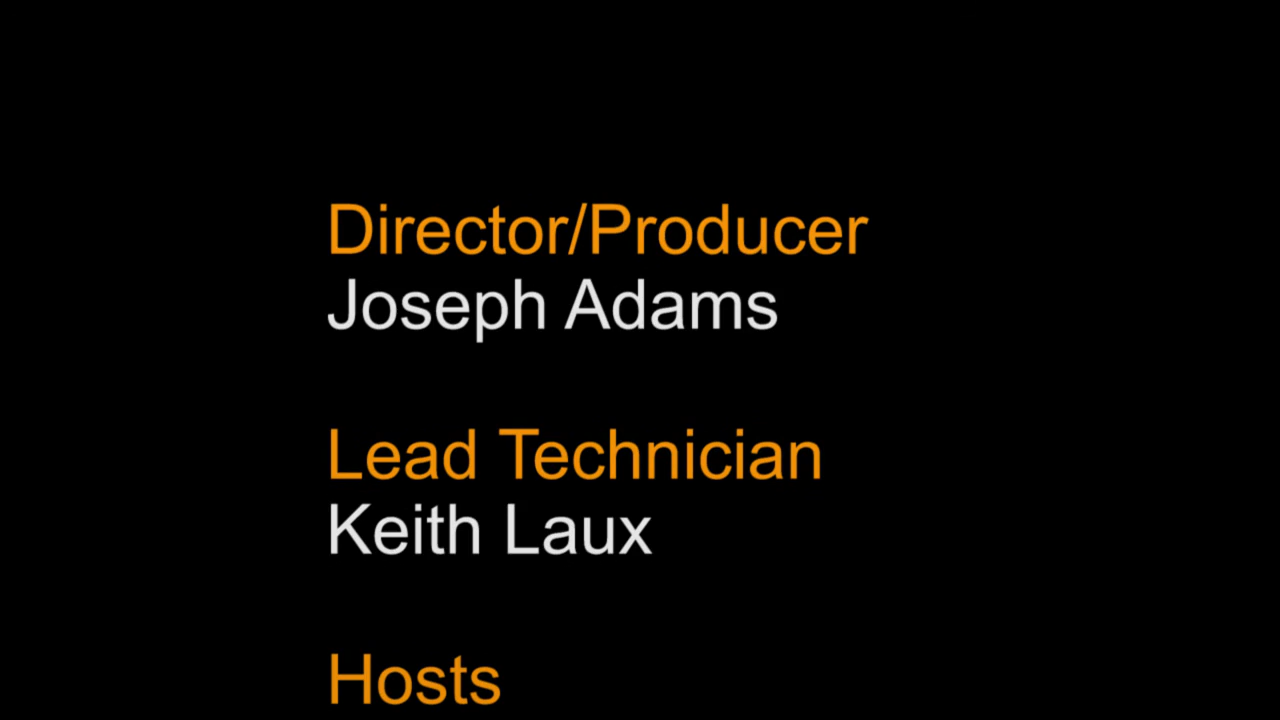 Director/Producer
Joseph Adams
Lead Technician
Keith Laux
Hosts